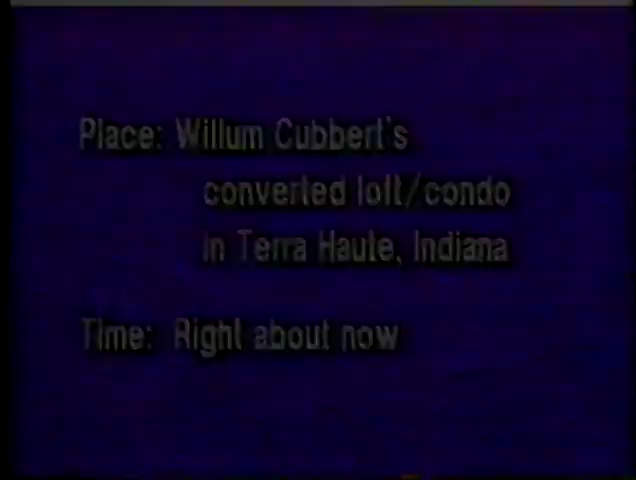 Place: Willum Cubbert's
converted loft/condo
in Terra Haute, Indiana
Time: Right about now